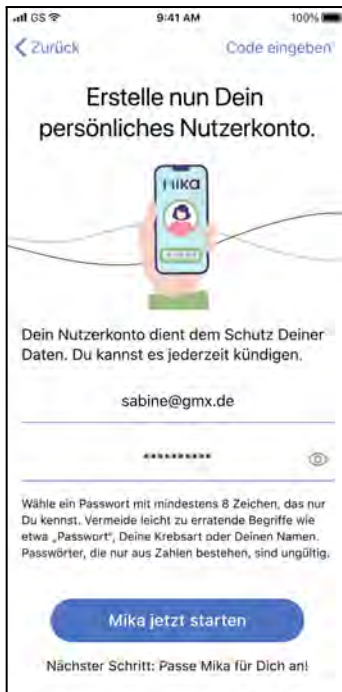 GS 9:41 AM 100%
Zurück Code eingeben
Erstelle nun Dein
persönliches Nutzerkonto.
Mika
Dein Nutzerkonto dient dem Schutz Deiner
Daten. Du kannst es jederzeit kündigen.
sabine@gmx.de
**********
Wähle ein Passwort mit mindestens 8 Zeichen, das nur
Du kennst. Vermeide leicht zu erratende Begriffe wie
etwa „Passwort", Deine Krebsart oder Deinen Namen.
Passwörter, die nur aus Zahlen bestehen, sind ungültig.
Mika jetzt starten
Nächster Schritt: Passe Mika für Dich an!